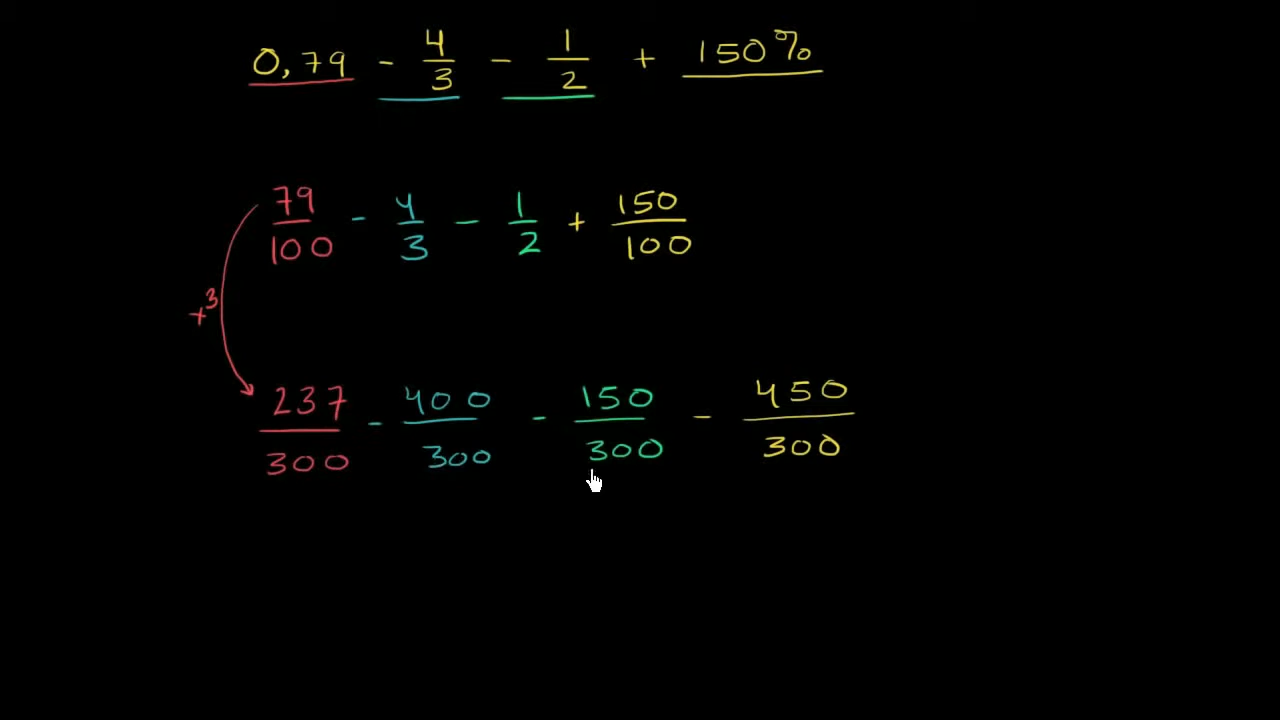 0,79 - 4/3 - 1/2 + 150%
79/100 - 4/3 - 1/2 + 150/100
+3
237/300 - 400/300 - 150/300 - 450/300